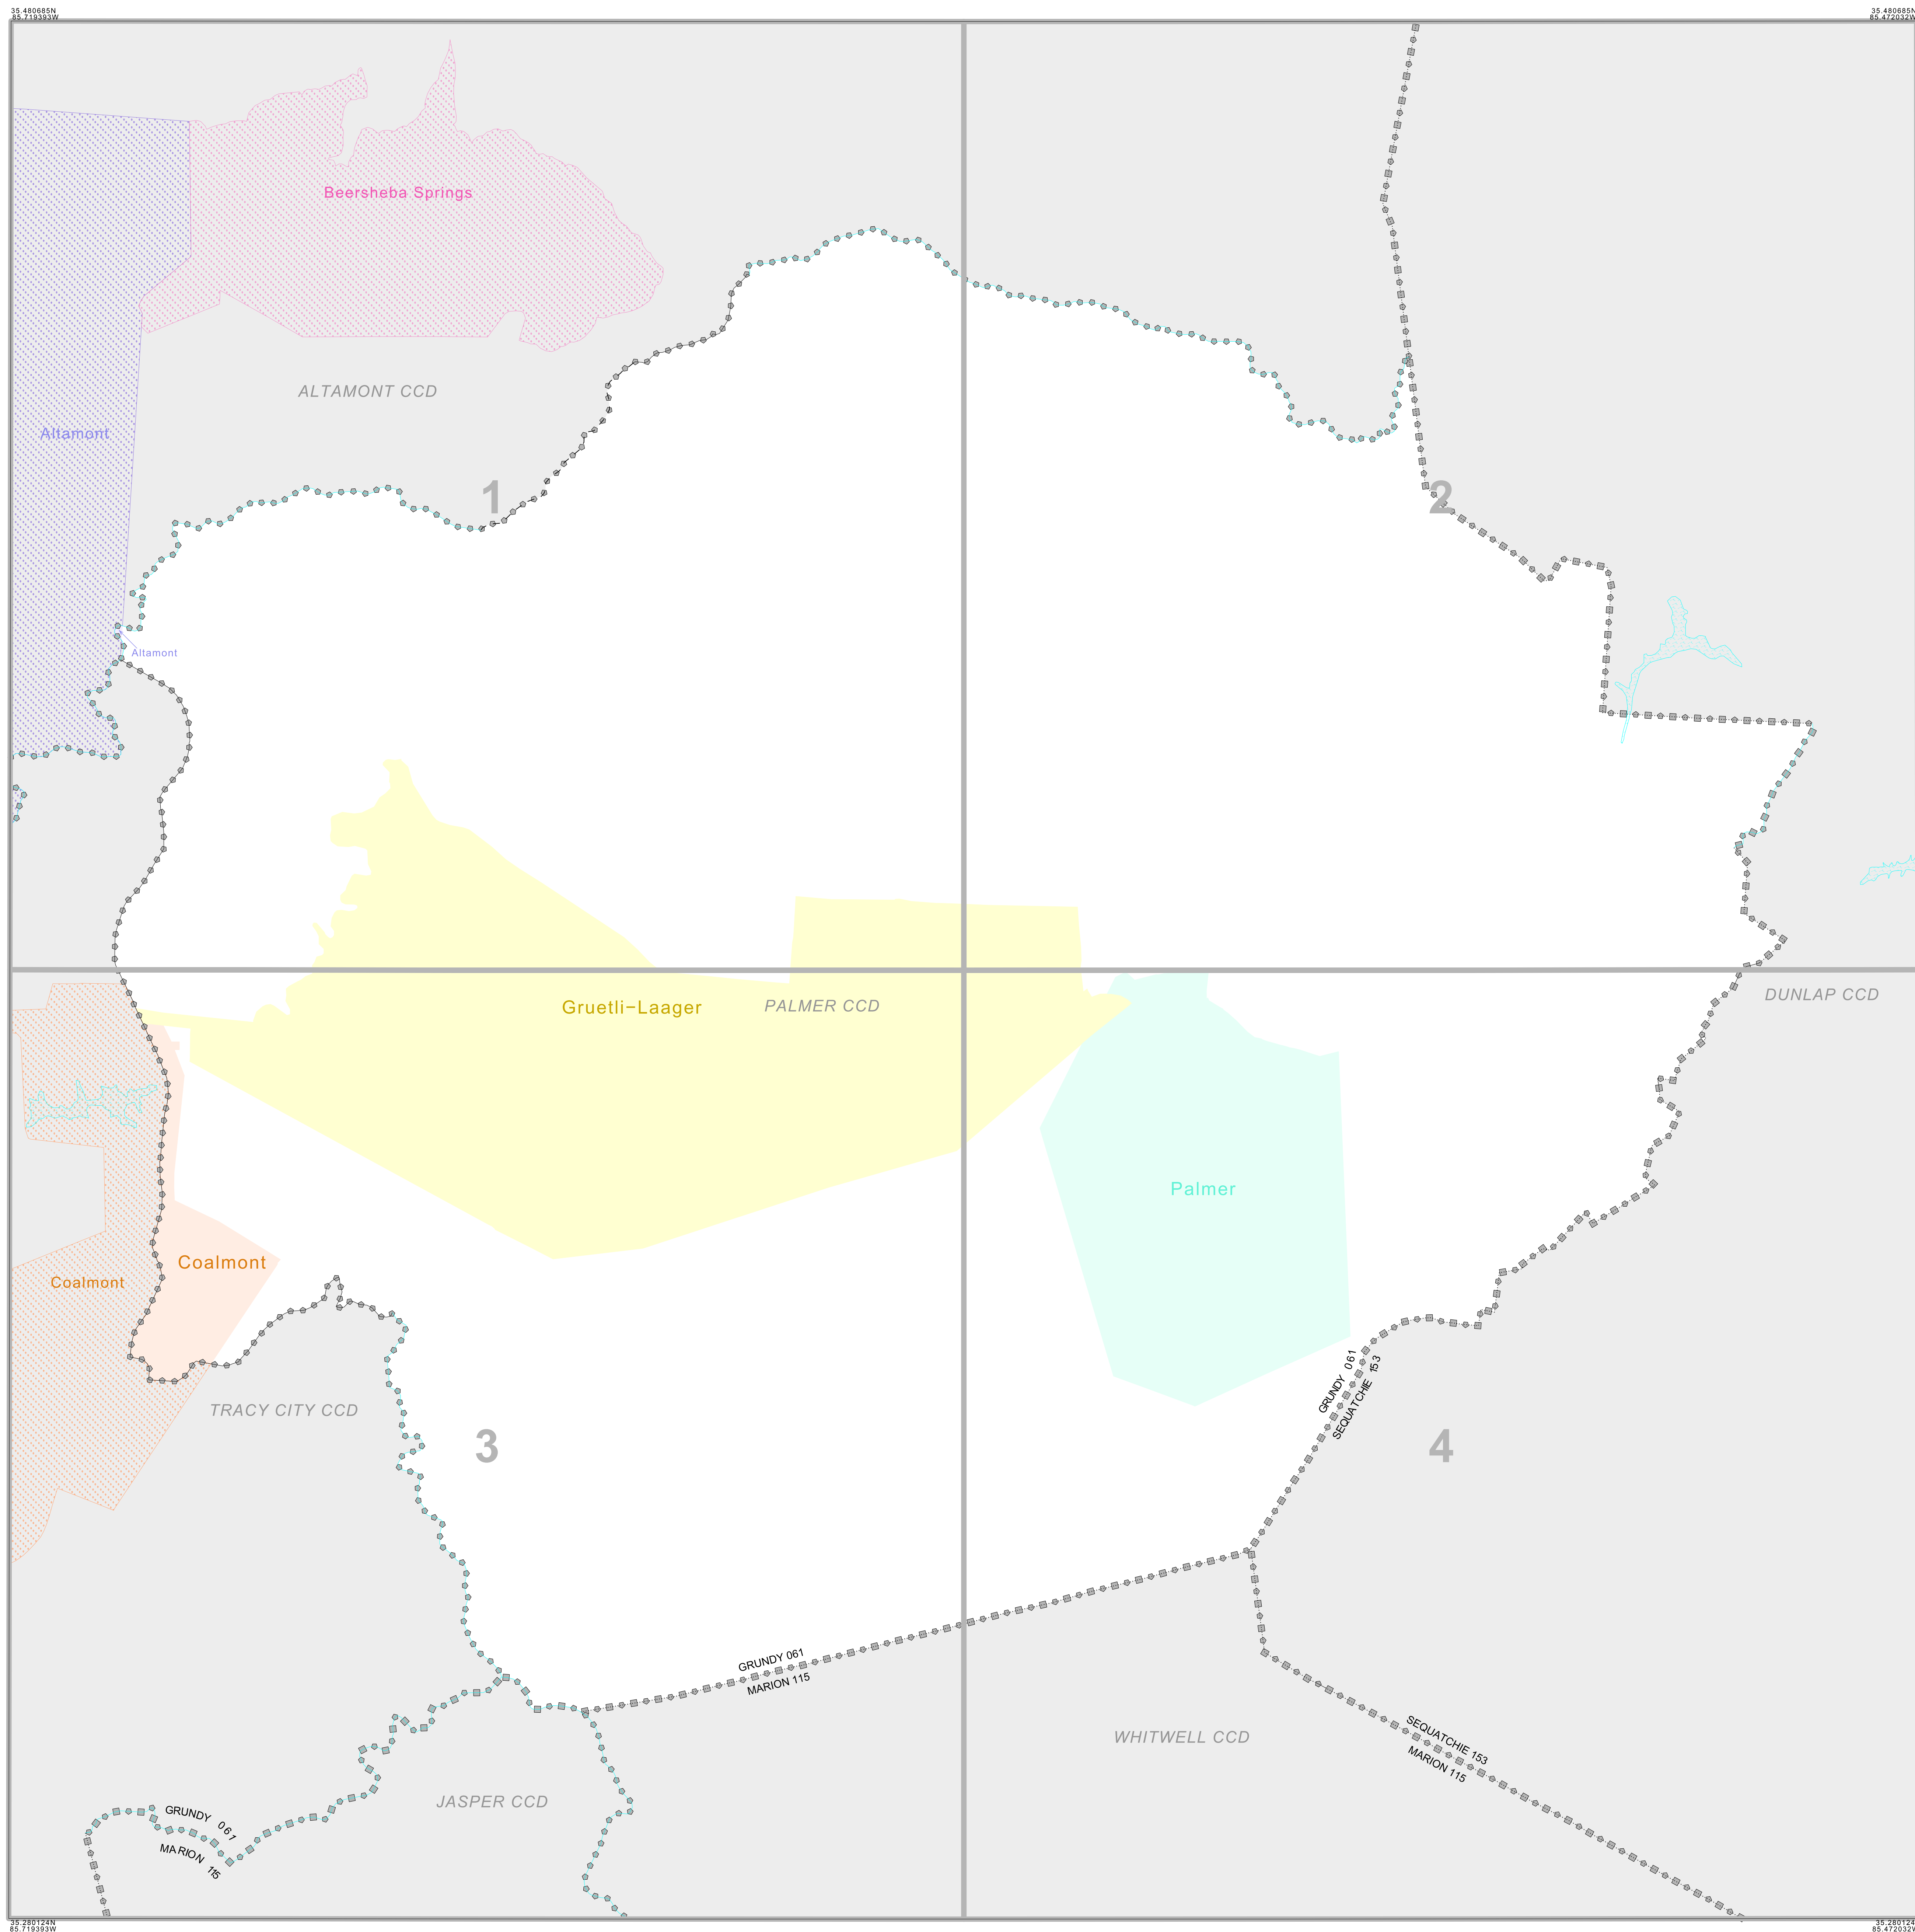 35.480685N
85.719393W
35.480685N
85.472032W
Beersheba Springs
ALTAMONT CCD
Altamont
1
2
Altamont
Gruetli-Laager
PALMER CCD
DUNLAP CCD
Palmer
Coalmont
Coalmont
GRUNDY 061
SEQUATCHIE 153
TRACY CITY CCD
3
4
GRUNDY 061
MARION 115
WHITWELL CCD
SEQUATCHIE 153
MARION 115
JASPER CCD
GRUNDY 061
MARION 115
35.280124N
85.719393W
35.280124
85.472032W